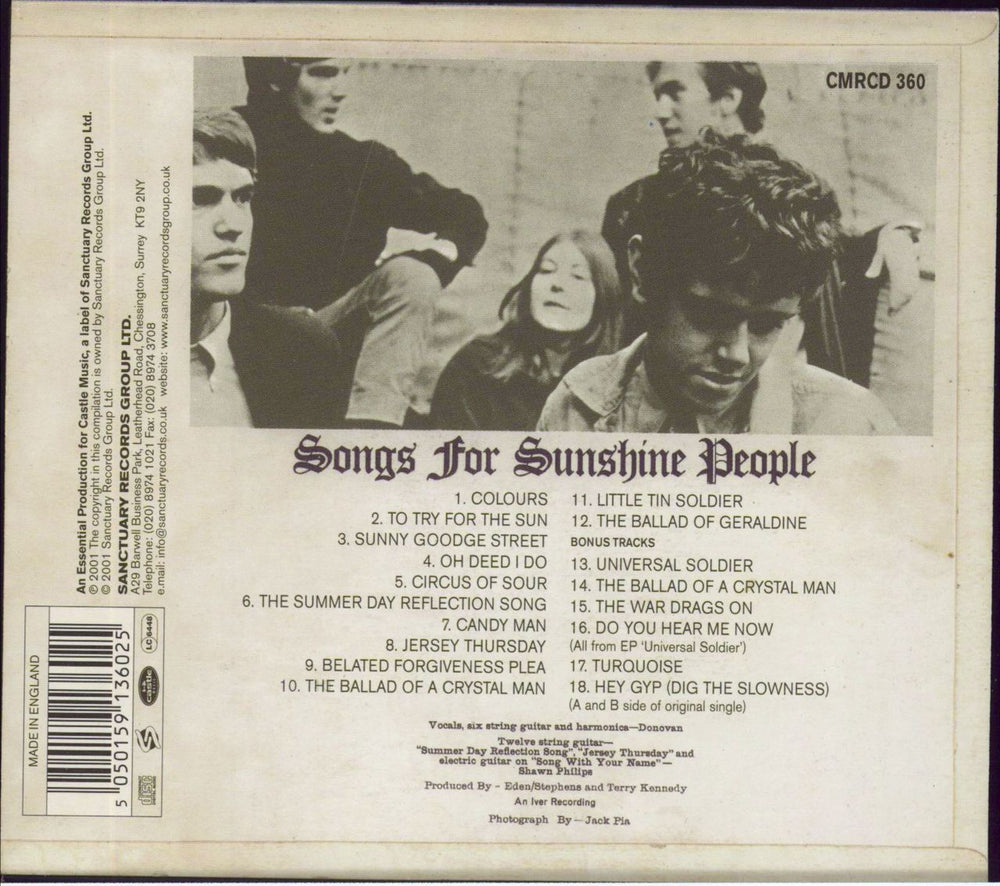 CMRCD 360
Songs For Sunshine People
1. COLOURS
2. TO TRY FOR THE SUN
3. SUNNY GOODGE STREET
4. OH DEED I DO
5. CIRCUS OF SOUR
6. THE SUMMER DAY REFLECTION SONG
7. CANDY MAN
8. JERSEY THURSDAY
9. BELATED FORGIVENESS PLEA
10. THE BALLAD OF A CRYSTAL MAN
11. LITTLE TIN SOLDIER
12. THE BALLAD OF GERALDINE
BONUS TRACKS
13. UNIVERSAL SOLDIER
14. THE BALLAD OF A CRYSTAL MAN
15. THE WAR DRAGS ON
16. DO YOU HEAR ME NOW
(All from EP 'Universal Soldier')
17. TURQUOISE
18. HEY GYP (DIG THE SLOWNESS)
(A and B side of original single)
Vocals, six string guitar and harmonica—Donovan
Twelve string guitar—
"Summer Day Reflection Song", "Jersey Thursday" and
electric guitar on "Song With Your Name"—
Shawn Philips
Produced By - Eden/Stephens and Terry Kennedy
An Iver Recording
Photograph By — Jack Pia
An Essential Production for Castle Music, a label of Sanctuary Records Group Ltd.
℗ 2001 The copyright in this compilation is owned by Sanctuary Records Group Ltd.
© 2001 Sanctuary Records Group Ltd.
SANCTUARY RECORDS GROUP LTD.
A29 Barwell Business Park, Leatherhead Road, Chessington, Surrey KT9 2NY
Telephone: (020) 8974 1021 Fax: (020) 8974 3708
e.mail: info@sanctuaryrecordsgroup.co.uk website: www.sanctuaryrecordsgroup.co.uk
MADE IN ENGLAND
5 050159 136025
LC 6448
castle
disc